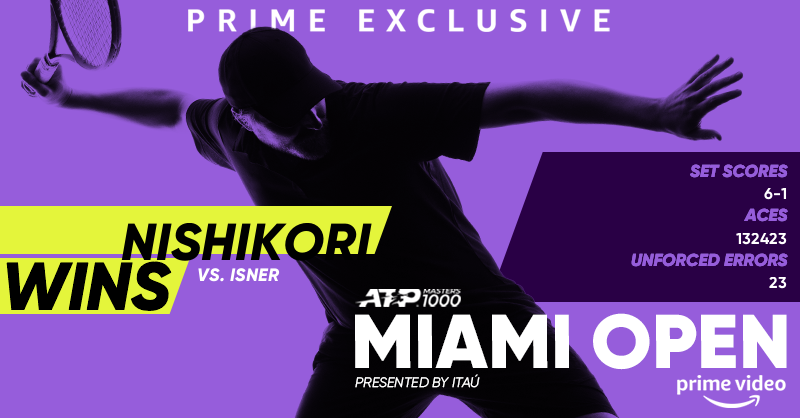 PRIME EXCLUSIVE
NISHIKORI
WINS
VS. ISNER
SET SCORES
6-1
ACES
132423
UNFORCED ERRORS
23
ATP MASTERS 1000
MIAMI OPEN
PRESENTED BY ITAÚ
prime video